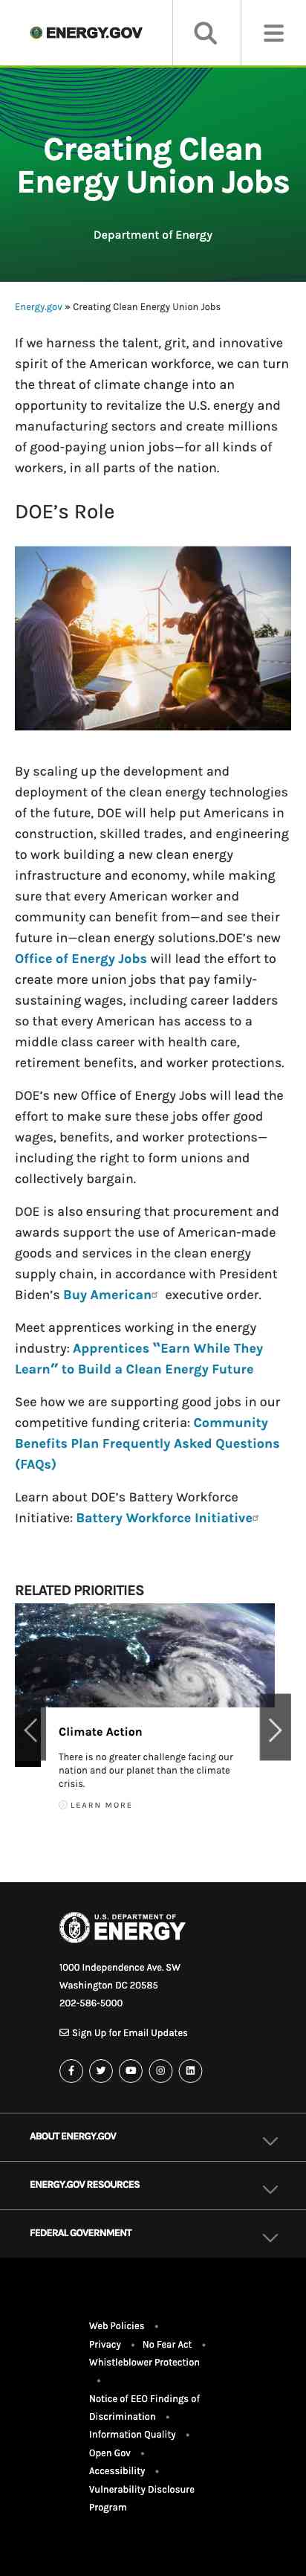 ENERGY.GOV
Creating Clean
Energy Union Jobs
Department of Energy
Energy.gov » Creating Clean Energy Union Jobs
If we harness the talent, grit, and innovative
spirit of the American workforce, we can turn
the threat of climate change into an
opportunity to revitalize the U.S. energy and
manufacturing sectors and create millions
of good-paying union jobs—for all kinds of
workers, in all parts of the nation.
DOE’s Role
By scaling up the development and
deployment of the clean energy technologies
of the future, DOE will help put Americans in
construction, skilled trades, and engineering
to work building a new clean energy
infrastructure and economy, while making
sure that every American worker and
community can benefit from—and see their
future in—clean energy solutions.DOE’s new
Office of Energy Jobs will lead the effort to
create more union jobs that pay family-
sustaining wages, including career ladders
so that every American has access to a
middle class career with health care,
retirement benefits, and worker protections.
DOE’s new Office of Energy Jobs will lead the
effort to make sure these jobs offer good
wages, benefits, and worker protections—
including the right to form unions and
collectively bargain.
DOE is also ensuring that procurement and
awards support the use of American-made
goods and services in the clean energy
supply chain, in accordance with President
Biden’s Buy American executive order.
Meet apprentices working in the energy
industry: Apprentices “Earn While They
Learn” to Build a Clean Energy Future
See how we are supporting good jobs in our
competitive funding criteria: Community
Benefits Plan Frequently Asked Questions
(FAQs)
Learn about DOE’s Battery Workforce
Initiative: Battery Workforce Initiative
RELATED PRIORITIES
Climate Action
There is no greater challenge facing our
nation and our planet than the climate
crisis.
LEARN MORE
U.S. DEPARTMENT OF
ENERGY
1000 Independence Ave. SW
Washington DC 20585
202-586-5000
Sign Up for Email Updates
ABOUT ENERGY.GOV
ENERGY.GOV RESOURCES
FEDERAL GOVERNMENT
Web Policies •
Privacy • No Fear Act •
Whistleblower Protection
•
Notice of EEO Findings of
Discrimination •
Information Quality •
Open Gov •
Accessibility •
Vulnerability Disclosure
Program